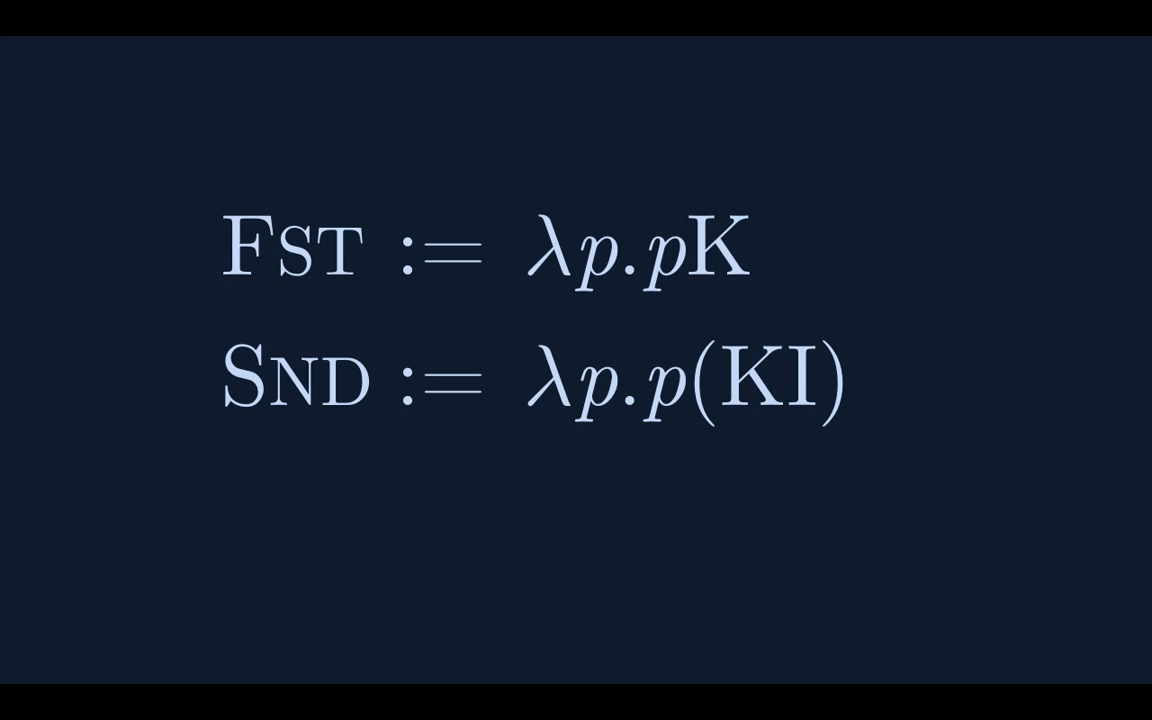 Fst := λp.pK
Snd := λp.p(KI)